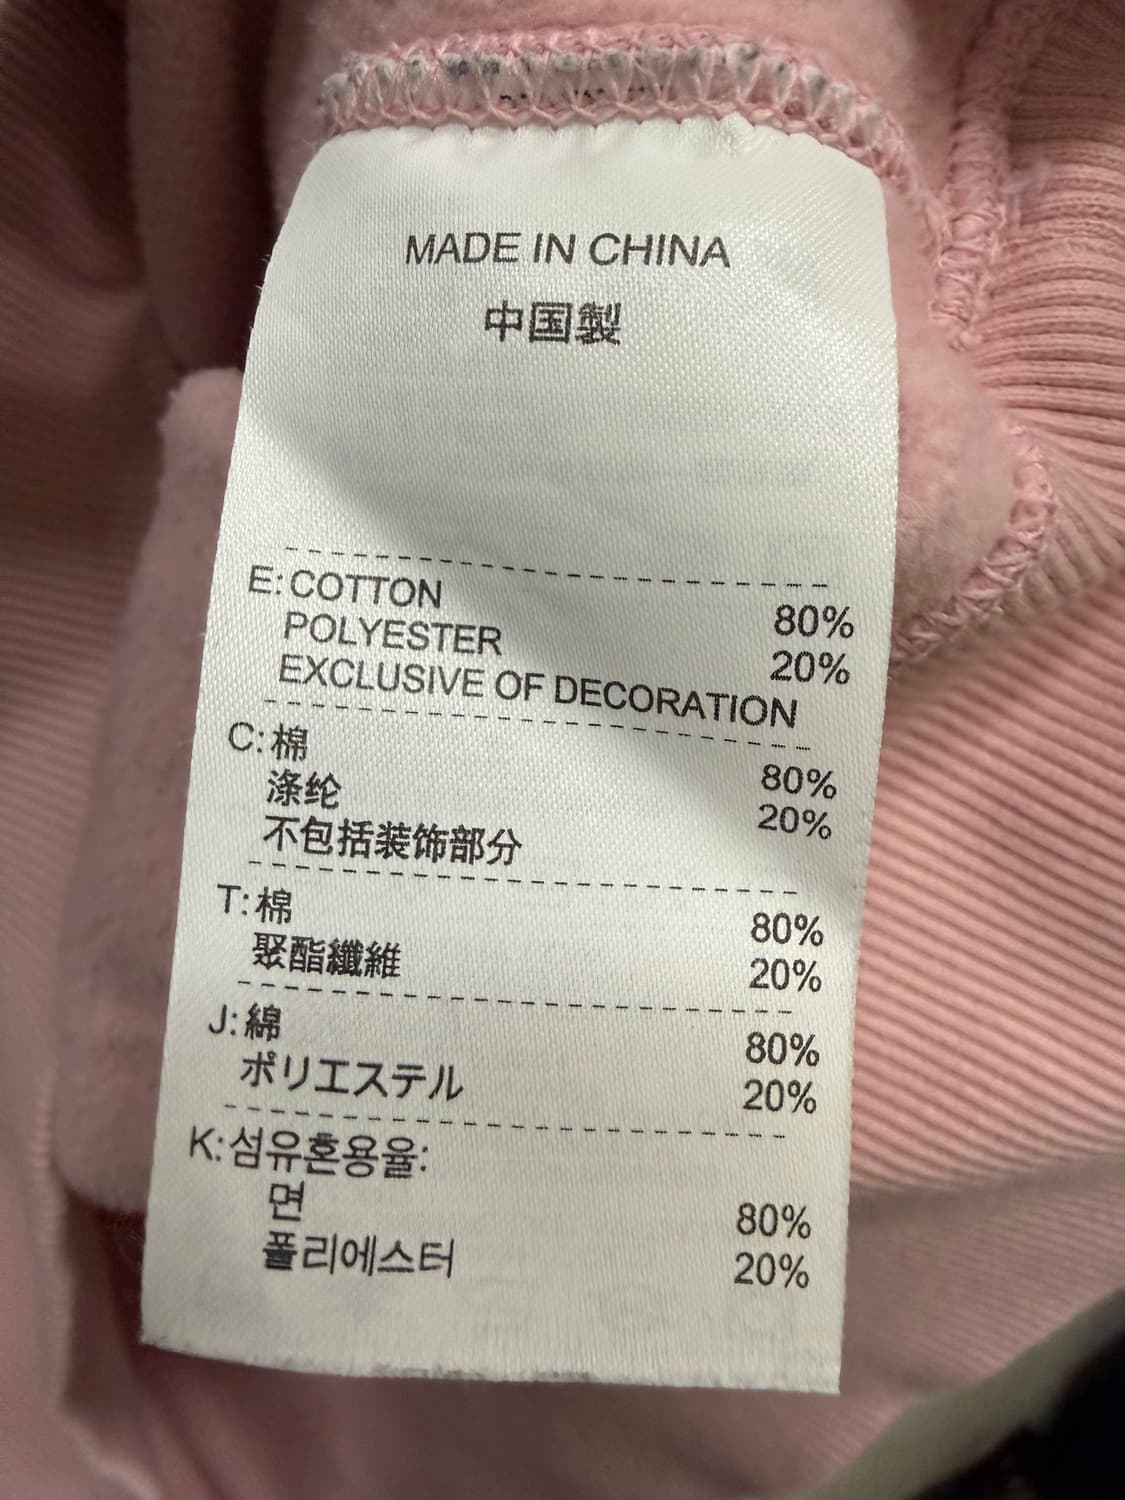 MADE IN CHINA
中国製
E: COTTON 80%
POLYESTER 20%
EXCLUSIVE OF DECORATION
C: 棉 80%
涤纶 20%
不包括装饰部分
T: 棉 80%
聚酯纖維 20%
J: 綿 80%
ポリエステル 20%
K: 섬유혼용율:
면 80%
폴리에스터 20%